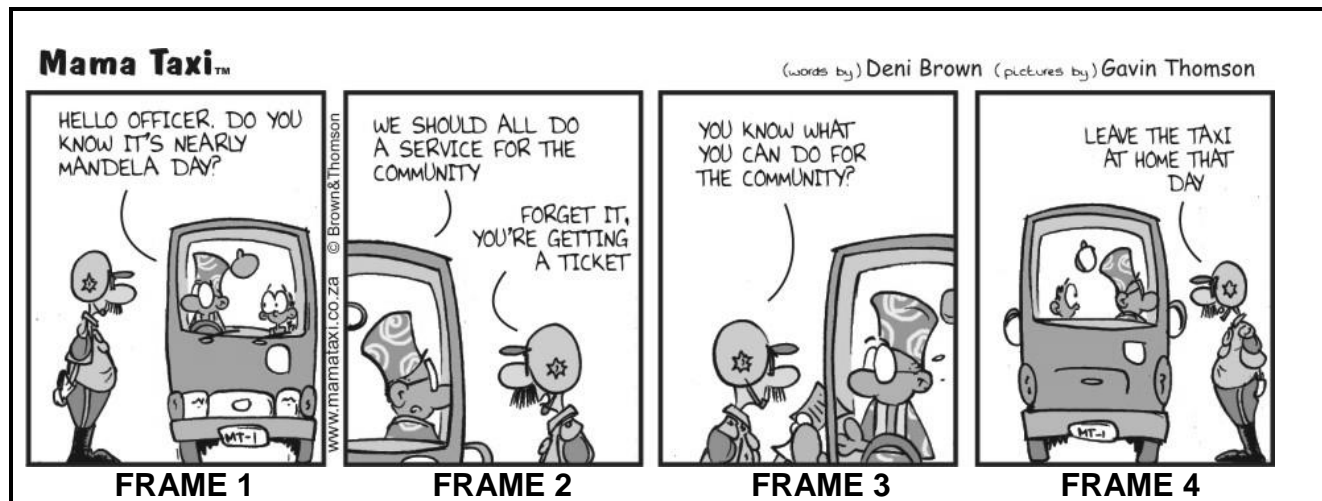 Mama Taxi™
(words by) Deni Brown (pictures by) Gavin Thomson
HELLO OFFICER. DO YOU
KNOW IT'S NEARLY
MANDELA DAY?
MT-1
www.mamataxi.co.za © Brown&Thomson
WE SHOULD ALL DO
A SERVICE FOR THE
COMMUNITY
FORGET IT,
YOU'RE GETTING
A TICKET
YOU KNOW WHAT
YOU CAN DO FOR
THE COMMUNITY?
LEAVE THE TAXI
AT HOME THAT
DAY
MT-1
FRAME 1
FRAME 2
FRAME 3
FRAME 4